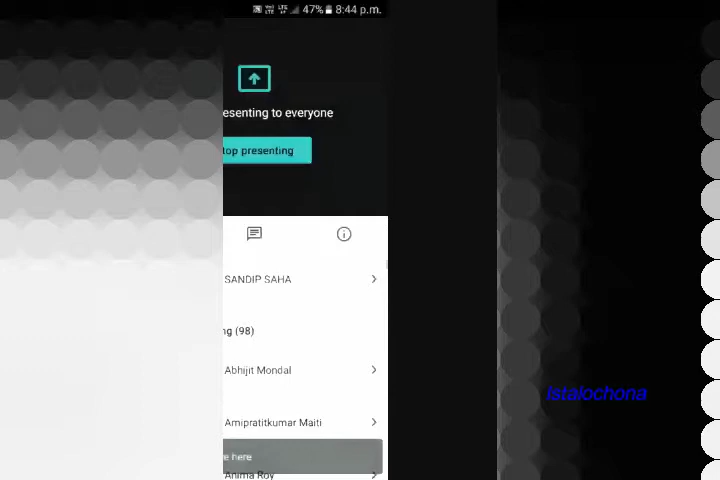 47% 8:44 p.m.
esenting to everyone
top presenting
SANDIP SAHA
ng (98)
Abhijit Mondal
Amipratitkumar Maiti
e here
Anima Roy
Istalochona